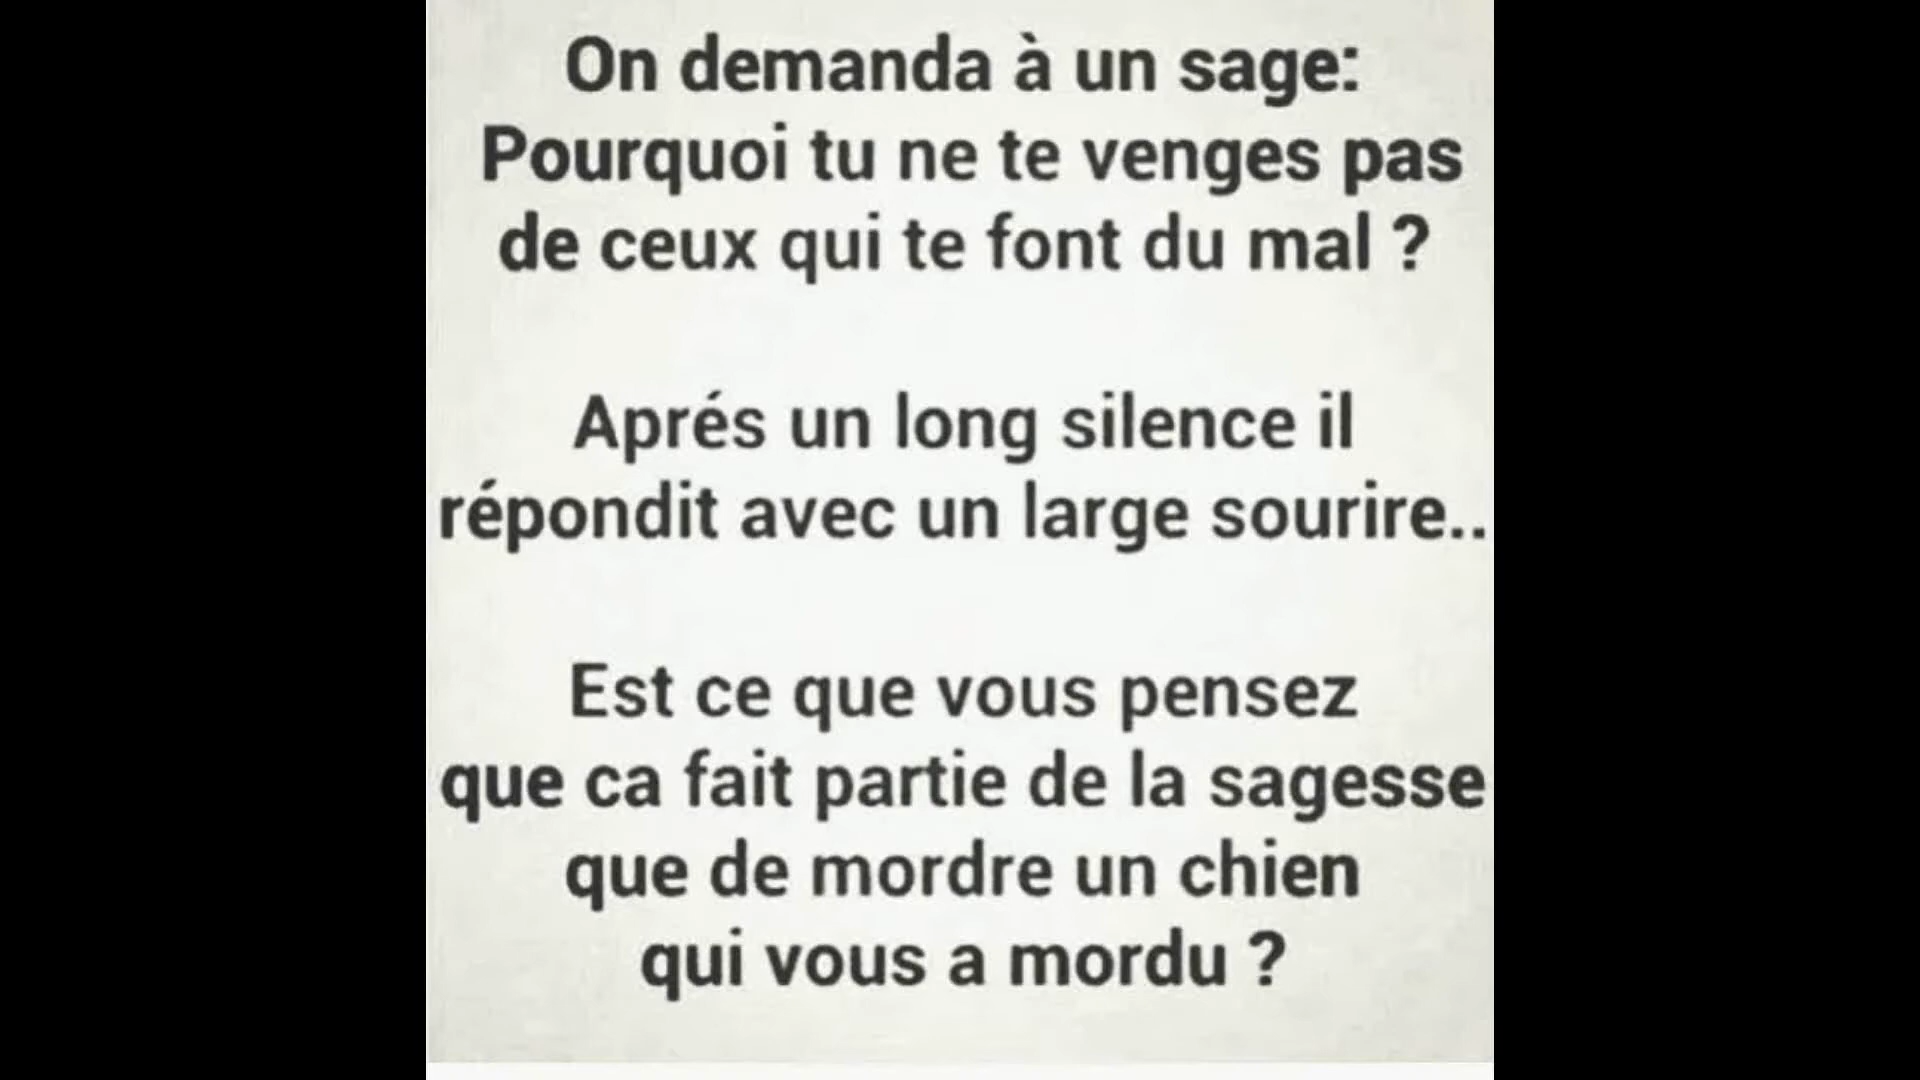 On demanda à un sage:
Pourquoi tu ne te venges pas
de ceux qui te font du mal ?
Aprés un long silence il
répondit avec un large sourire..
Est ce que vous pensez
que ca fait partie de la sagesse
que de mordre un chien
qui vous a mordu ?